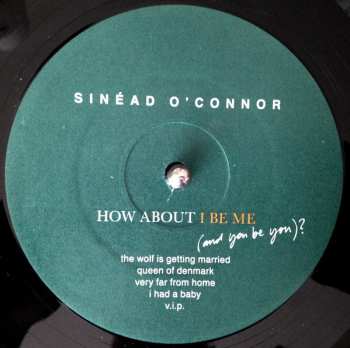 SINÉAD O'CONNOR
HOW ABOUT I BE ME
(and you be you)?
the wolf is getting married
queen of denmark
very far from home
i had a baby
v.i.p.